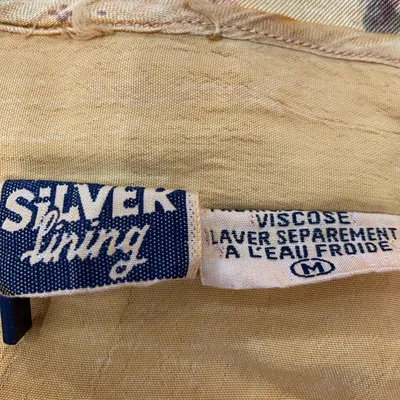 SILVER
lining
VISCOSE
LAVER SEPAREMENT
A L'EAU FROIDE
M